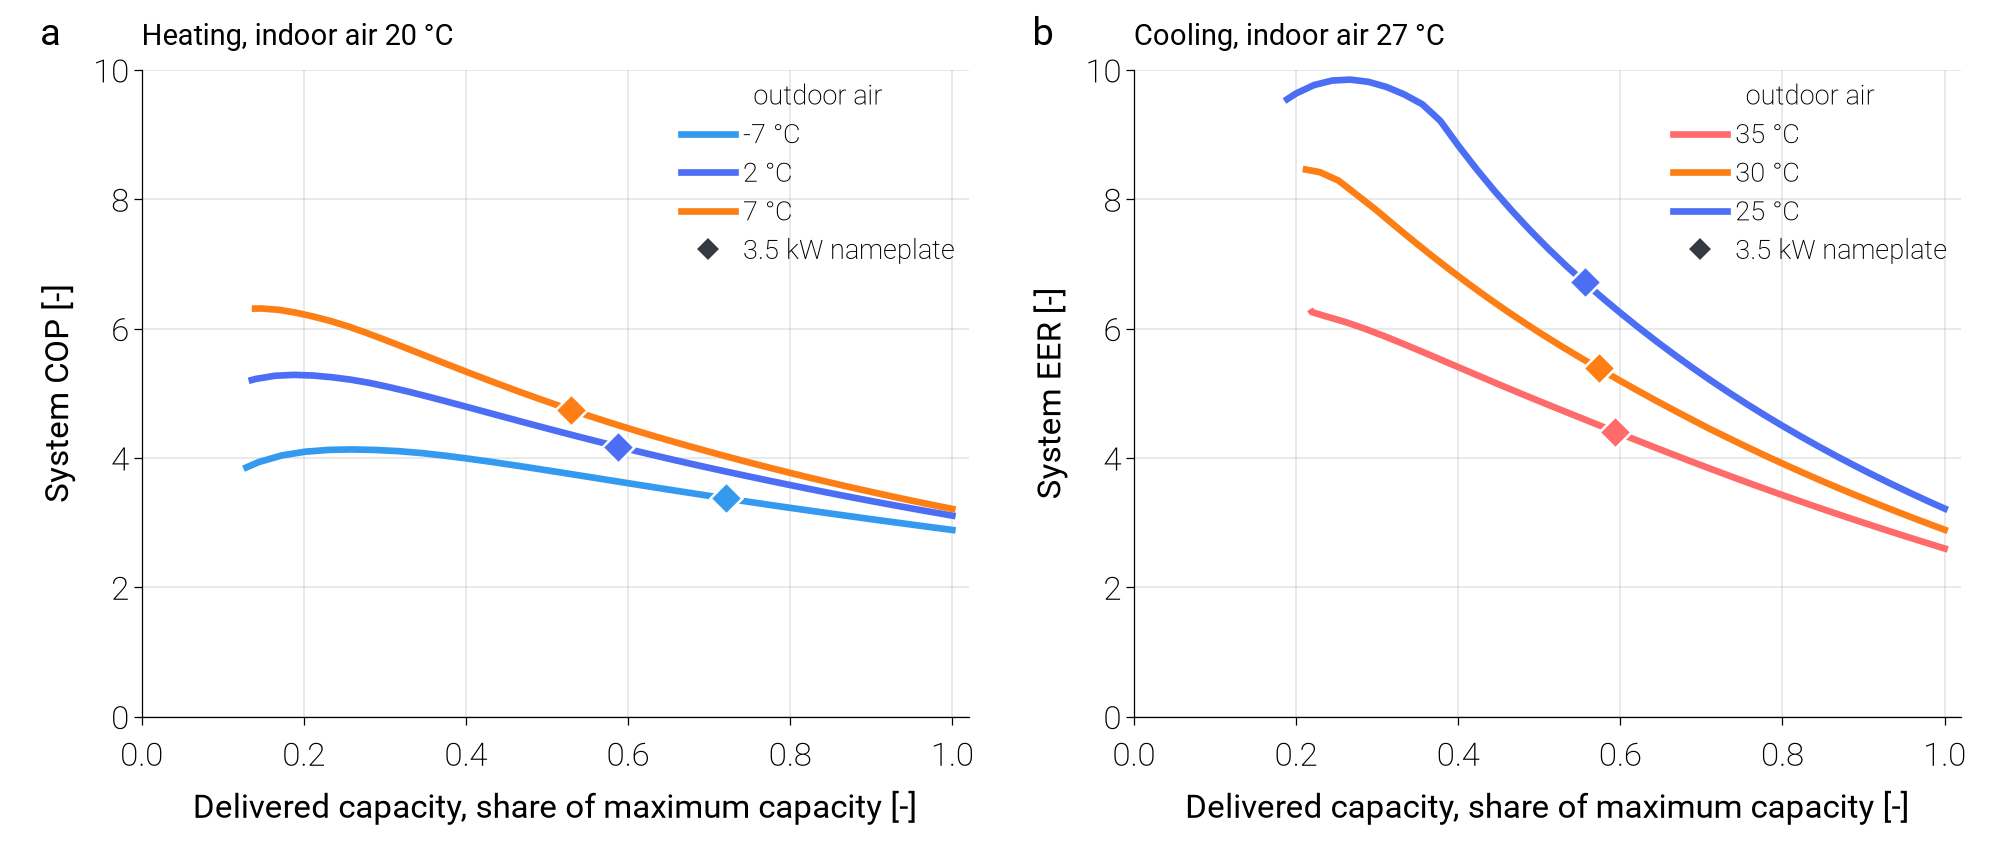 a
Heating, indoor air 20 °C
10
8
6
4
2
0
System COP [-]
outdoor air
-7 °C
2 °C
7 °C
3.5 kW nameplate
0.0 0.2 0.4 0.6 0.8 1.0
Delivered capacity, share of maximum capacity [-]
b
Cooling, indoor air 27 °C
10
8
6
4
2
0
System EER [-]
outdoor air
35 °C
30 °C
25 °C
3.5 kW nameplate
0.0 0.2 0.4 0.6 0.8 1.0
Delivered capacity, share of maximum capacity [-]